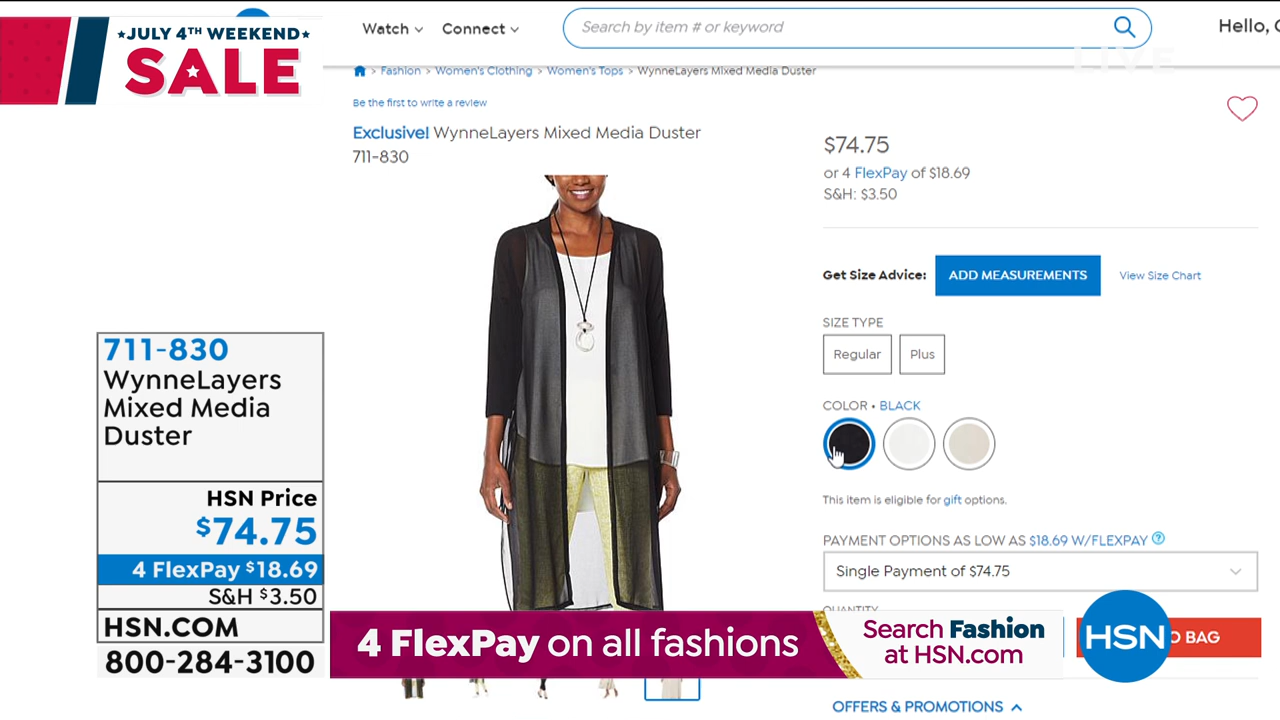 JULY 4TH WEEKEND
SALE
Watch
Connect
Search by item # or keyword
Hello,
LIVE
> Fashion > Women's Clothing > Women's Tops > WynneLayers Mixed Media Duster
Be the first to write a review
Exclusive! WynneLayers Mixed Media Duster
711-830
$74.75
or 4 FlexPay of $18.69
S&H: $3.50
Get Size Advice:
ADD MEASUREMENTS
View Size Chart
SIZE TYPE
Regular
Plus
COLOR • BLACK
This item is eligible for gift options.
PAYMENT OPTIONS AS LOW AS $18.69 W/FLEXPAY ?
Single Payment of $74.75
QUANTITY
711-830
WynneLayers
Mixed Media
Duster
HSN Price
$74.75
4 FlexPay $18.69
S&H $3.50
HSN.COM
800-284-3100
4 FlexPay on all fashions
Search Fashion
at HSN.com
HSN
BAG
OFFERS & PROMOTIONS